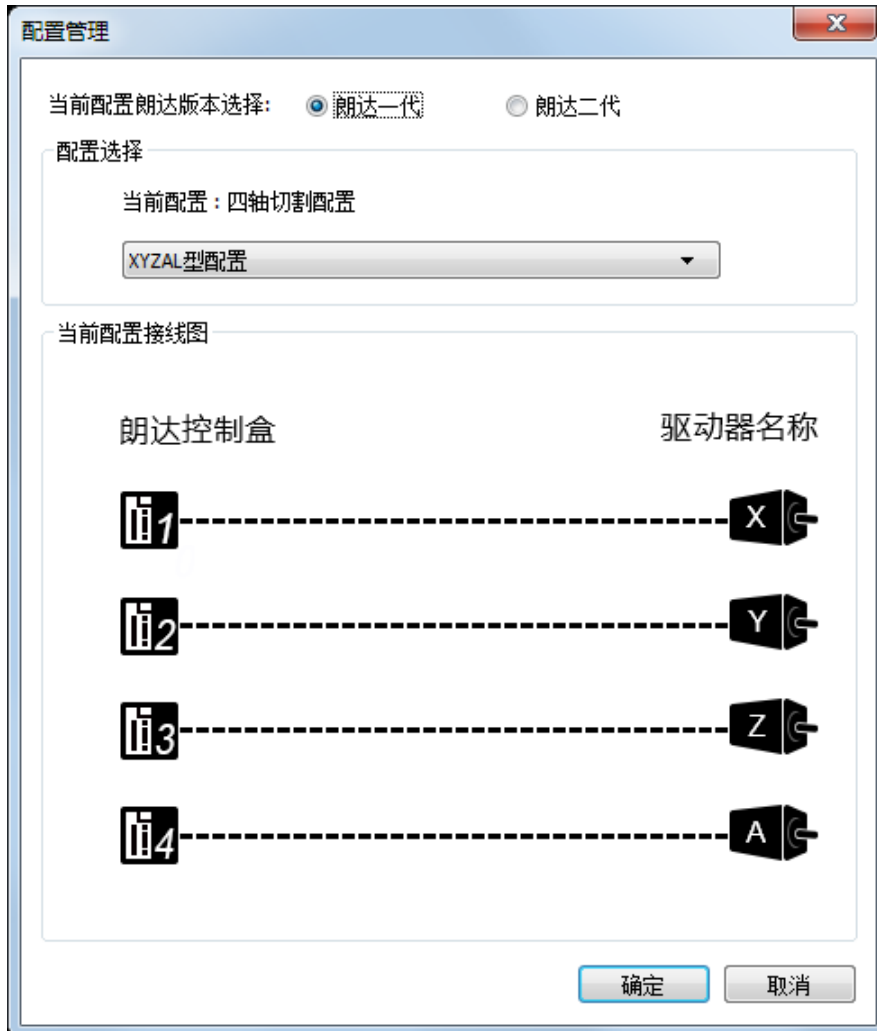 配置管理
当前配置朗达版本选择: 朗达一代 朗达二代
配置选择
当前配置：四轴切割配置
XYZAL型配置
当前配置接线图
朗达控制盒 驱动器名称
1 X
2 Y
3 Z
4 A
确定 取消